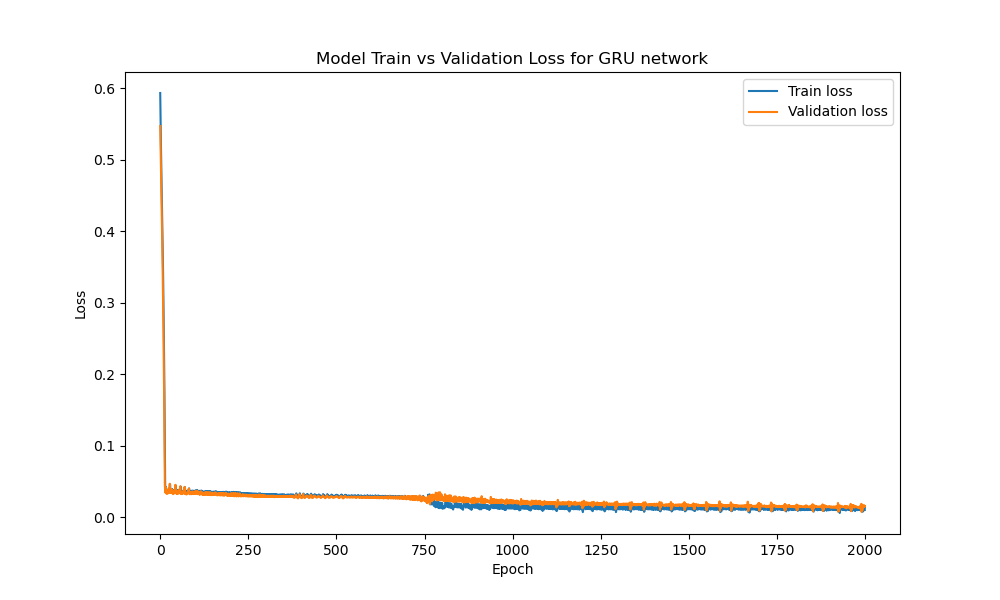 Model Train vs Validation Loss for GRU network
Train loss
Validation loss
0.6
0.5
0.4
0.3
0.2
0.1
0.0
Loss
0 250 500 750 1000 1250 1500 1750 2000
Epoch